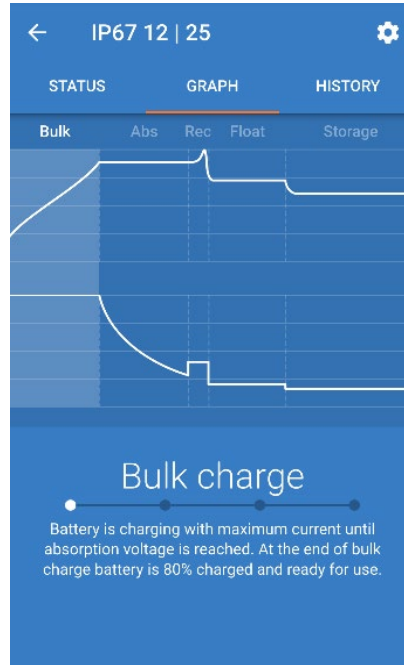 IP67 12 | 25
STATUS GRAPH HISTORY
Bulk Abs Rec Float Storage
Bulk charge
Battery is charging with maximum current until
absorption voltage is reached. At the end of bulk
charge battery is 80% charged and ready for use.